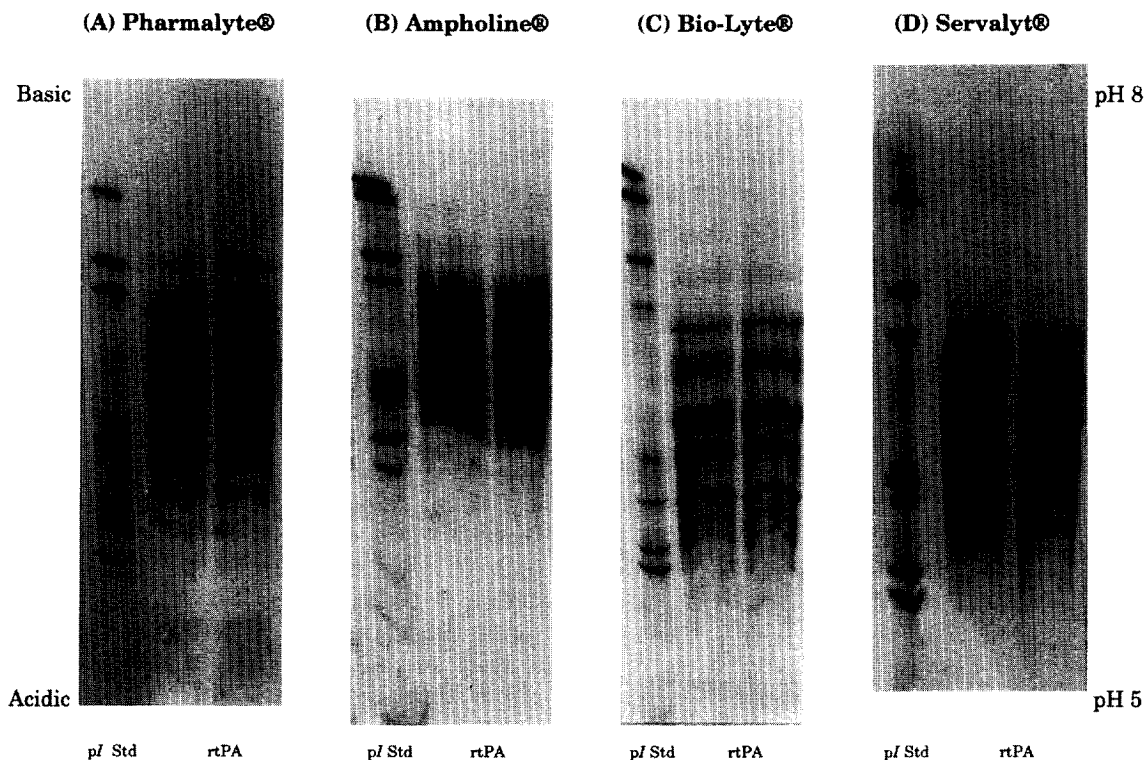 (A) Pharmalyte® (B) Ampholine® (C) Bio-Lyte® (D) Servalyt®
Basic pH 8
Acidic pH 5
pI Std rtPA pI Std rtPA pI Std rtPA pI Std rtPA